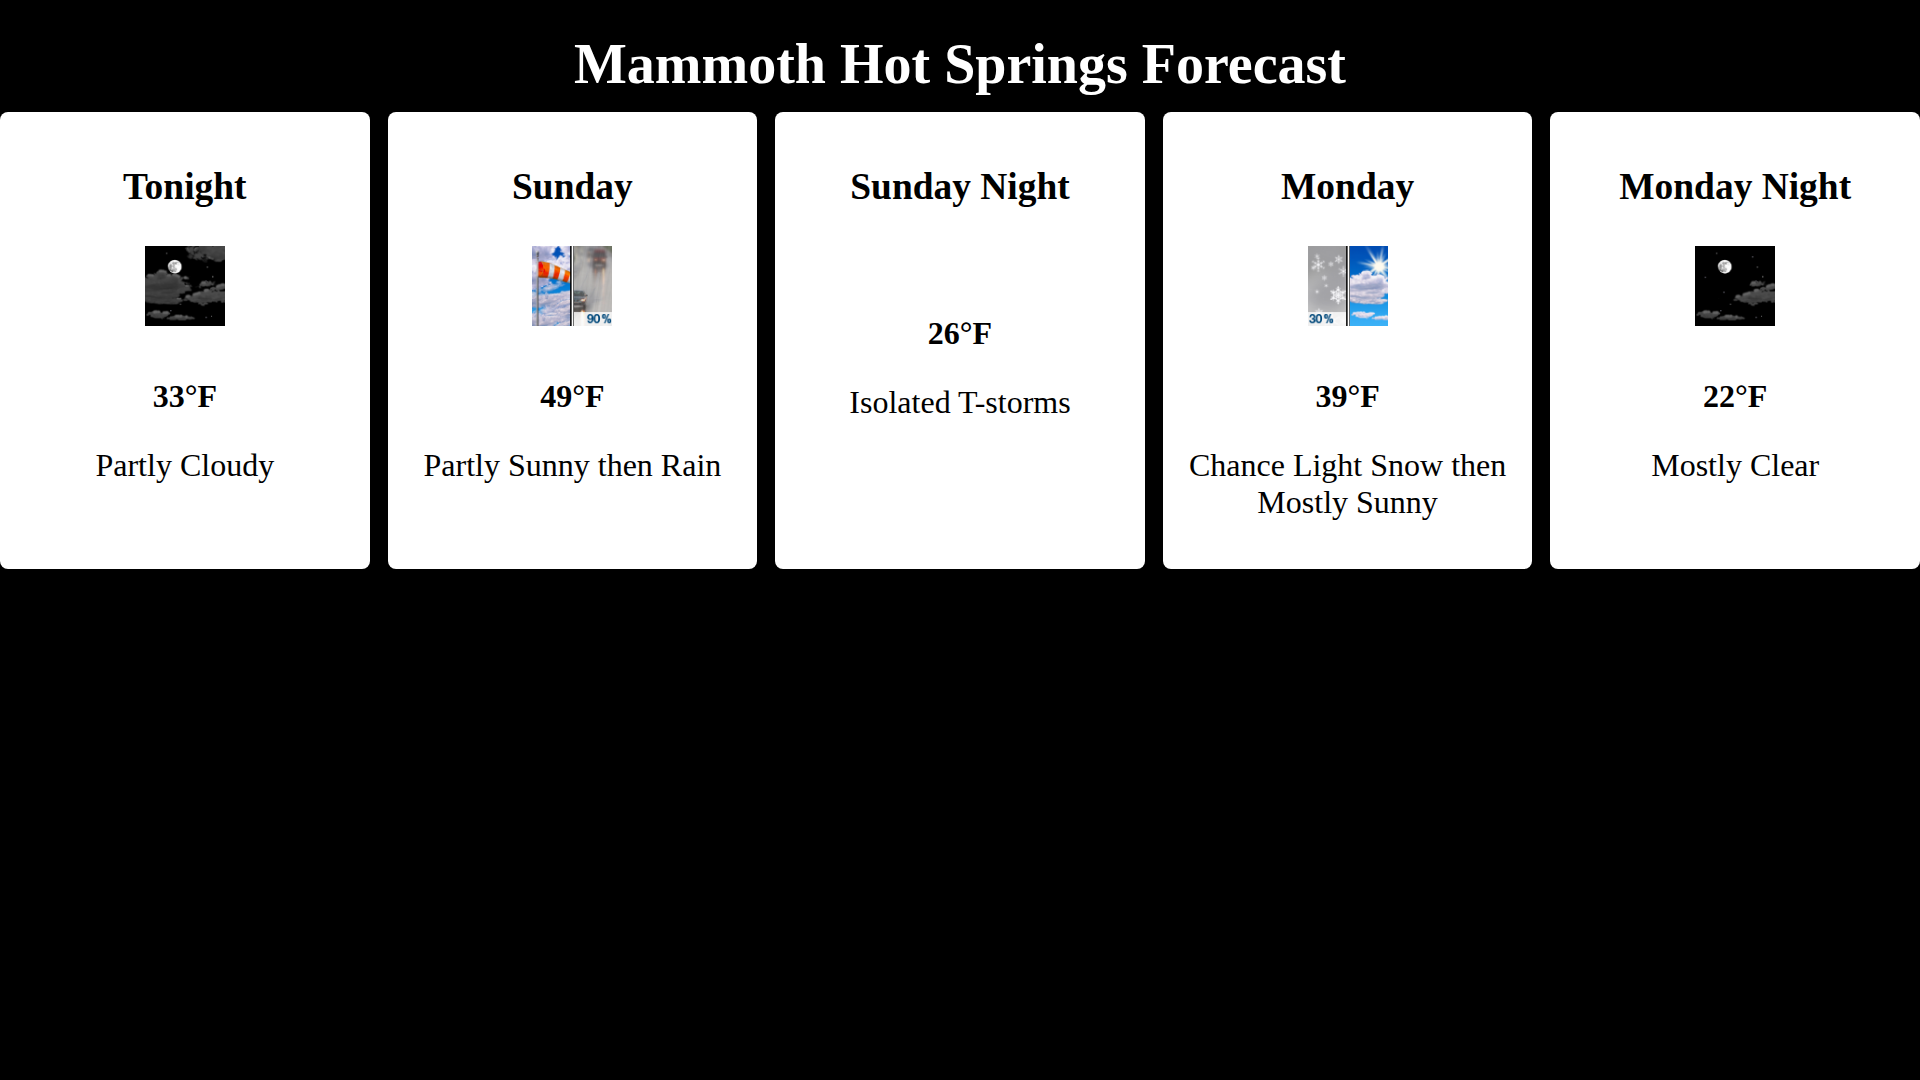 Mammoth Hot Springs Forecast
Tonight
33°F
Partly Cloudy
Sunday
90%
49°F
Partly Sunny then Rain
Sunday Night
26°F
Isolated T-storms
Monday
30%
39°F
Chance Light Snow then
Mostly Sunny
Monday Night
22°F
Mostly Clear